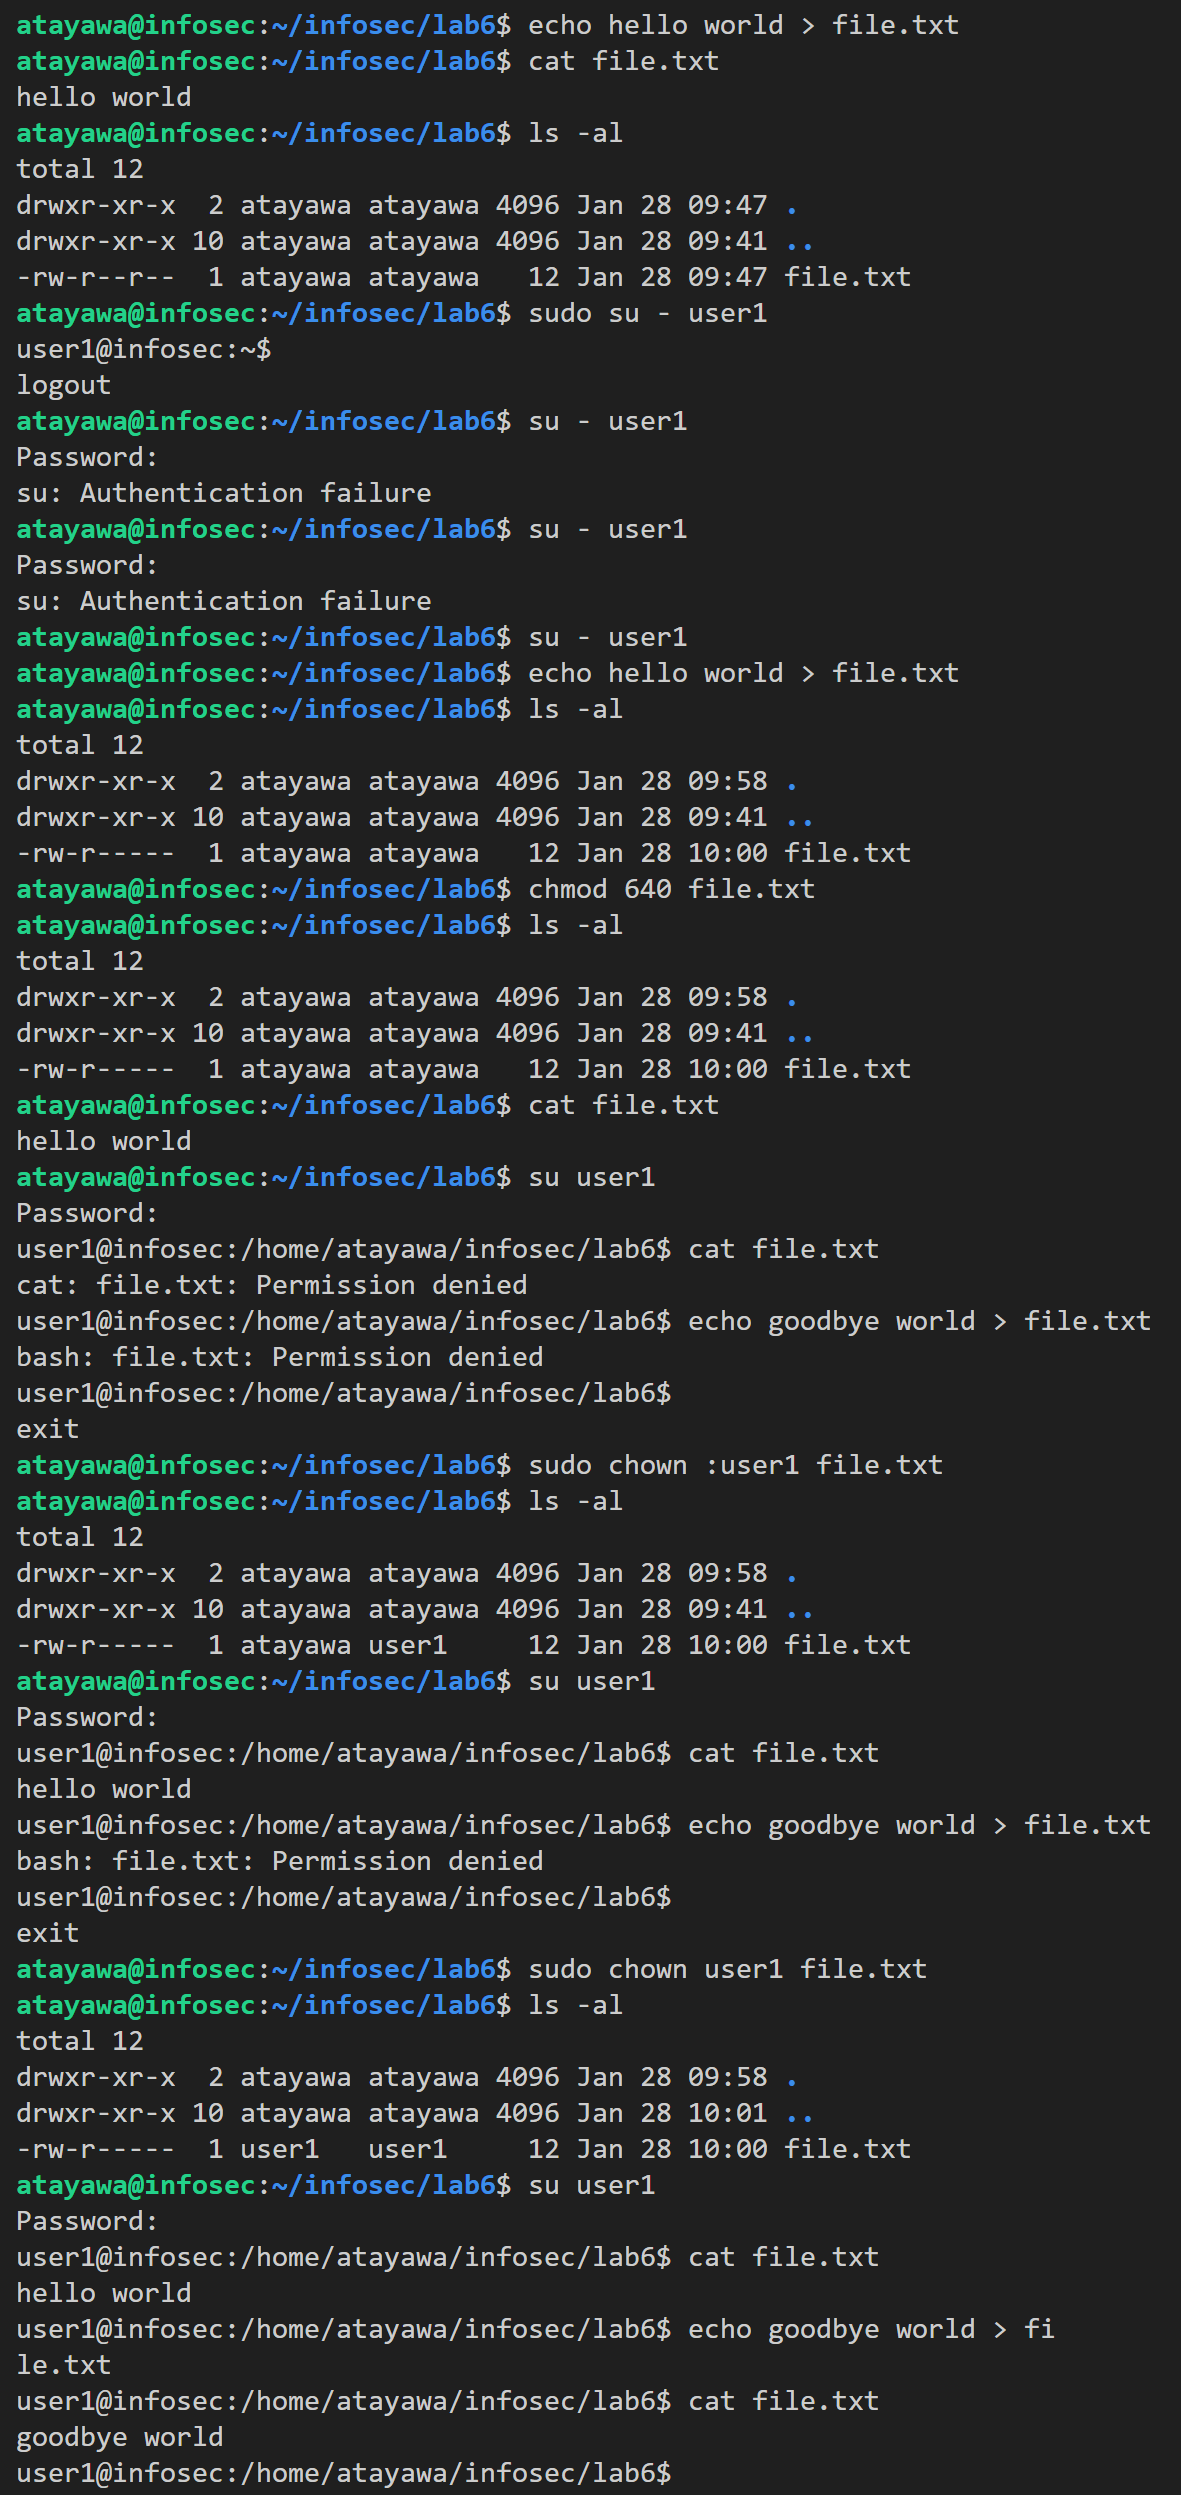 atayawa@infosec:~/infosec/lab6$ echo hello world > file.txt
atayawa@infosec:~/infosec/lab6$ cat file.txt
hello world
atayawa@infosec:~/infosec/lab6$ ls -al
total 12
drwxr-xr-x  2 atayawa atayawa 4096 Jan 28 09:47 .
drwxr-xr-x 10 atayawa atayawa 4096 Jan 28 09:41 ..
-rw-r--r--  1 atayawa atayawa   12 Jan 28 09:47 file.txt
atayawa@infosec:~/infosec/lab6$ sudo su - user1
user1@infosec:~$
logout
atayawa@infosec:~/infosec/lab6$ su - user1
Password:
su: Authentication failure
atayawa@infosec:~/infosec/lab6$ su - user1
Password:
su: Authentication failure
atayawa@infosec:~/infosec/lab6$ su - user1
atayawa@infosec:~/infosec/lab6$ echo hello world > file.txt
atayawa@infosec:~/infosec/lab6$ ls -al
total 12
drwxr-xr-x  2 atayawa atayawa 4096 Jan 28 09:58 .
drwxr-xr-x 10 atayawa atayawa 4096 Jan 28 09:41 ..
-rw-r-----  1 atayawa atayawa   12 Jan 28 10:00 file.txt
atayawa@infosec:~/infosec/lab6$ chmod 640 file.txt
atayawa@infosec:~/infosec/lab6$ ls -al
total 12
drwxr-xr-x  2 atayawa atayawa 4096 Jan 28 09:58 .
drwxr-xr-x 10 atayawa atayawa 4096 Jan 28 09:41 ..
-rw-r-----  1 atayawa atayawa   12 Jan 28 10:00 file.txt
atayawa@infosec:~/infosec/lab6$ cat file.txt
hello world
atayawa@infosec:~/infosec/lab6$ su user1
Password:
user1@infosec:/home/atayawa/infosec/lab6$ cat file.txt
cat: file.txt: Permission denied
user1@infosec:/home/atayawa/infosec/lab6$ echo goodbye world > file.txt
bash: file.txt: Permission denied
user1@infosec:/home/atayawa/infosec/lab6$
exit
atayawa@infosec:~/infosec/lab6$ sudo chown :user1 file.txt
atayawa@infosec:~/infosec/lab6$ ls -al
total 12
drwxr-xr-x  2 atayawa atayawa 4096 Jan 28 09:58 .
drwxr-xr-x 10 atayawa atayawa 4096 Jan 28 09:41 ..
-rw-r-----  1 atayawa user1     12 Jan 28 10:00 file.txt
atayawa@infosec:~/infosec/lab6$ su user1
Password:
user1@infosec:/home/atayawa/infosec/lab6$ cat file.txt
hello world
user1@infosec:/home/atayawa/infosec/lab6$ echo goodbye world > file.txt
bash: file.txt: Permission denied
user1@infosec:/home/atayawa/infosec/lab6$
exit
atayawa@infosec:~/infosec/lab6$ sudo chown user1 file.txt
atayawa@infosec:~/infosec/lab6$ ls -al
total 12
drwxr-xr-x  2 atayawa atayawa 4096 Jan 28 09:58 .
drwxr-xr-x 10 atayawa atayawa 4096 Jan 28 10:01 ..
-rw-r-----  1 user1   user1     12 Jan 28 10:00 file.txt
atayawa@infosec:~/infosec/lab6$ su user1
Password:
user1@infosec:/home/atayawa/infosec/lab6$ cat file.txt
hello world
user1@infosec:/home/atayawa/infosec/lab6$ echo goodbye world > fi
le.txt
user1@infosec:/home/atayawa/infosec/lab6$ cat file.txt
goodbye world
user1@infosec:/home/atayawa/infosec/lab6$